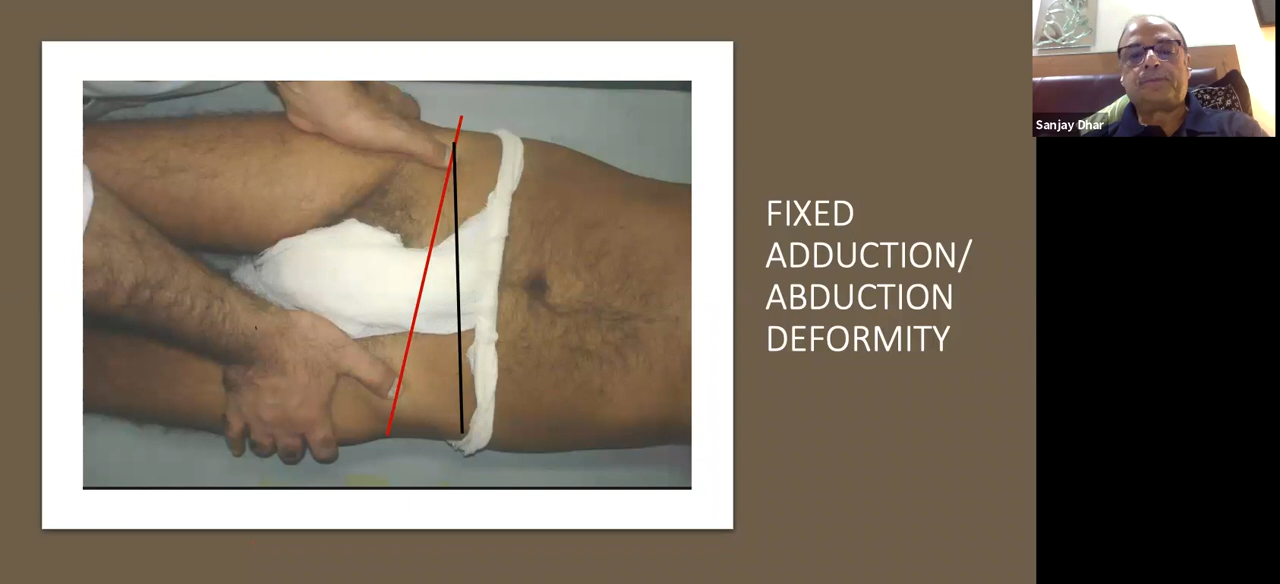 FIXED
ADDUCTION/
ABDUCTION
DEFORMITY
Sanjay Dhar